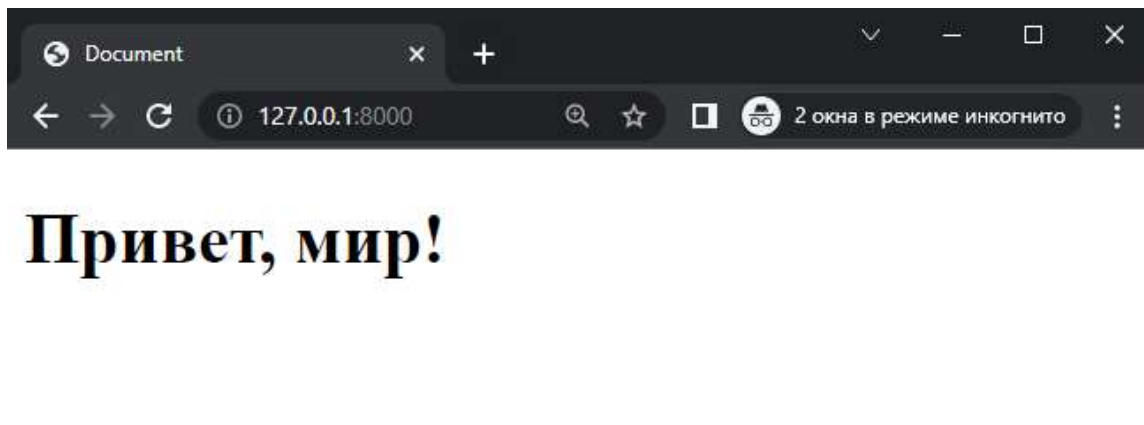 Document
127.0.0.1:8000
2 окна в режиме инкогнито
Привет, мир!